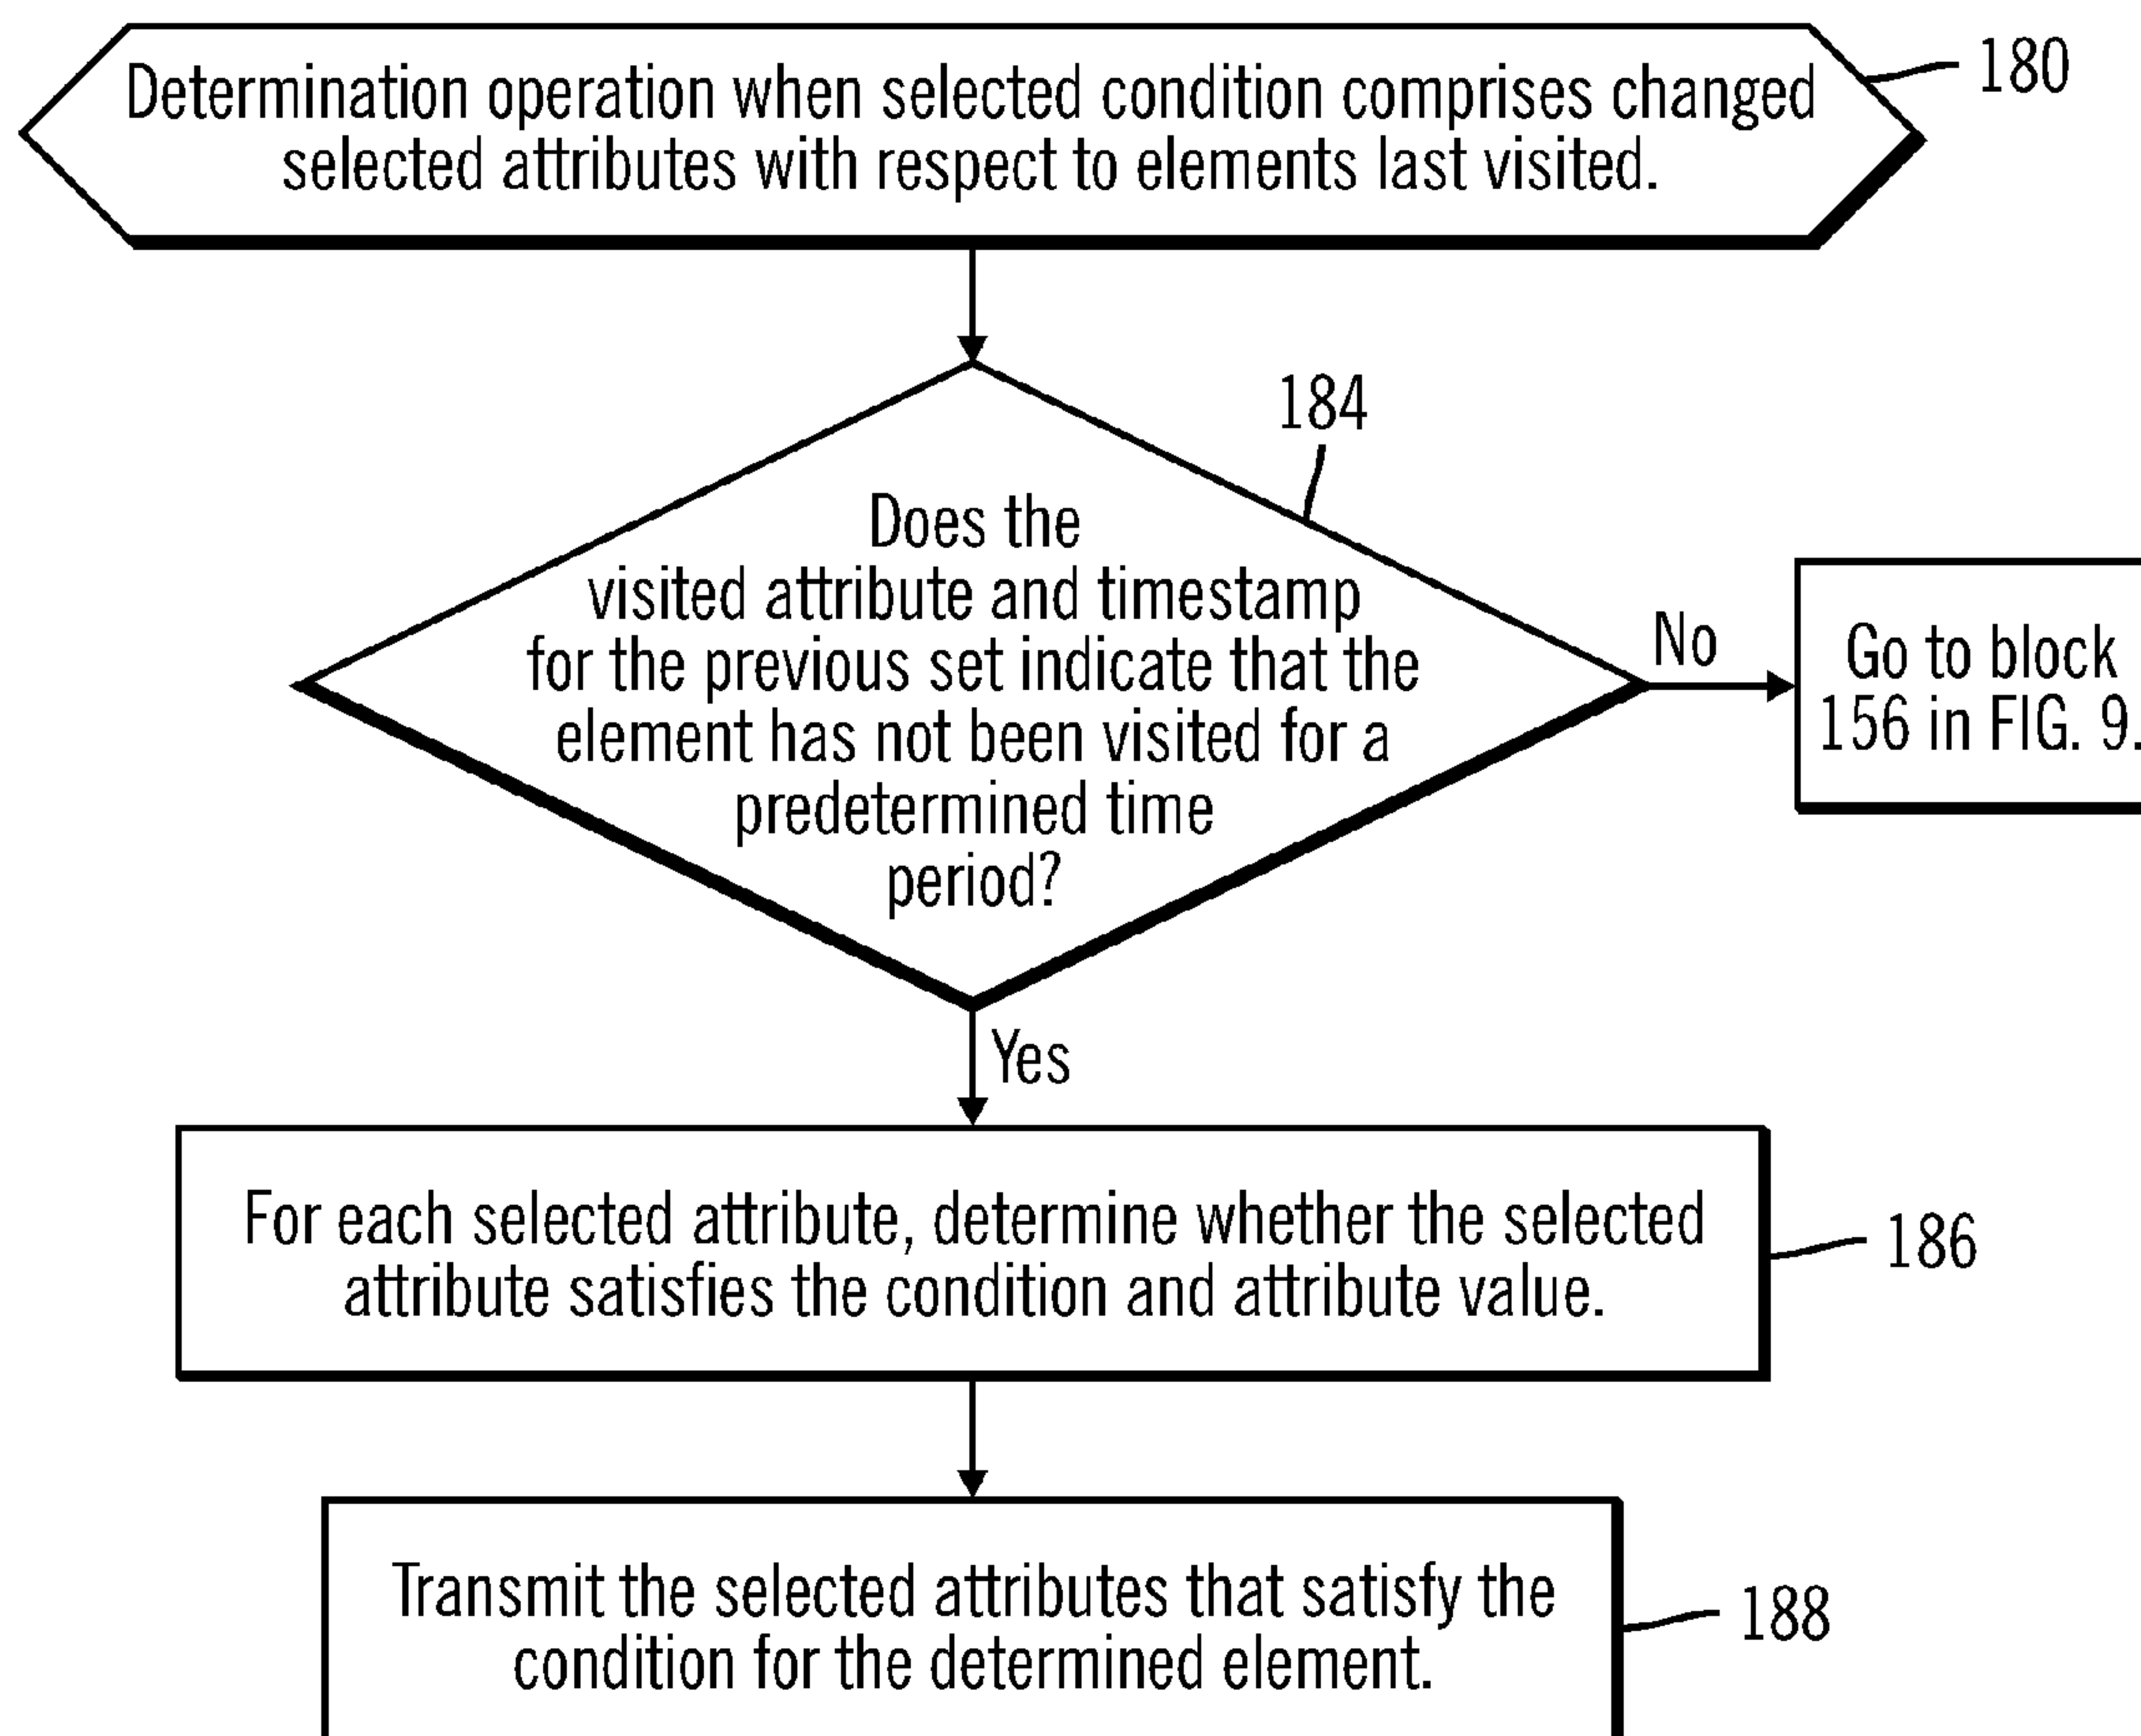 Determination operation when selected condition comprises changed
selected attributes with respect to elements last visited.
180
184
Does the
visited attribute and timestamp
for the previous set indicate that the
element has not been visited for a
predetermined time
period?
No
Go to block
156 in FIG. 9.
Yes
For each selected attribute, determine whether the selected
attribute satisfies the condition and attribute value.
186
Transmit the selected attributes that satisfy the
condition for the determined element.
188